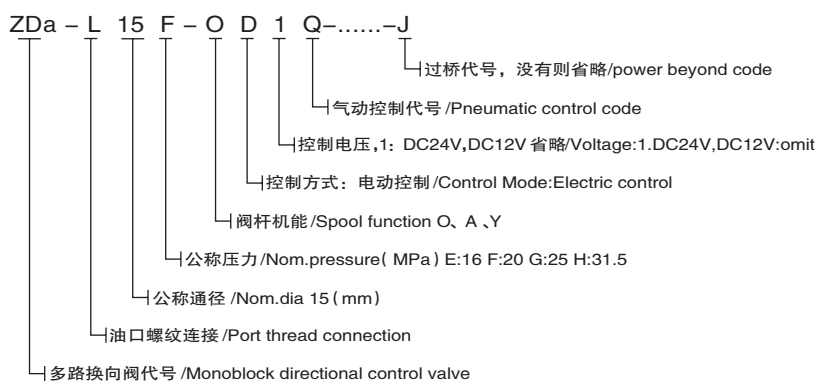 ZDa-L 15 F-O D 1 Q-......-J
过桥代号，没有则省略/power beyond code
气动控制代号/Pneumatic control code
控制电压,1: DC24V,DC12V 省略/Voltage:1.DC24V,DC12V:omit
控制方式：电动控制/Control Mode:Electric control
阀杆机能/Spool function O、A、Y
公称压力/Nom.pressure(MPa) E:16 F:20 G:25 H:31.5
公称通径/Nom.dia 15(mm)
油口螺纹连接/Port thread connection
多路换向阀代号/Monoblock directional control valve